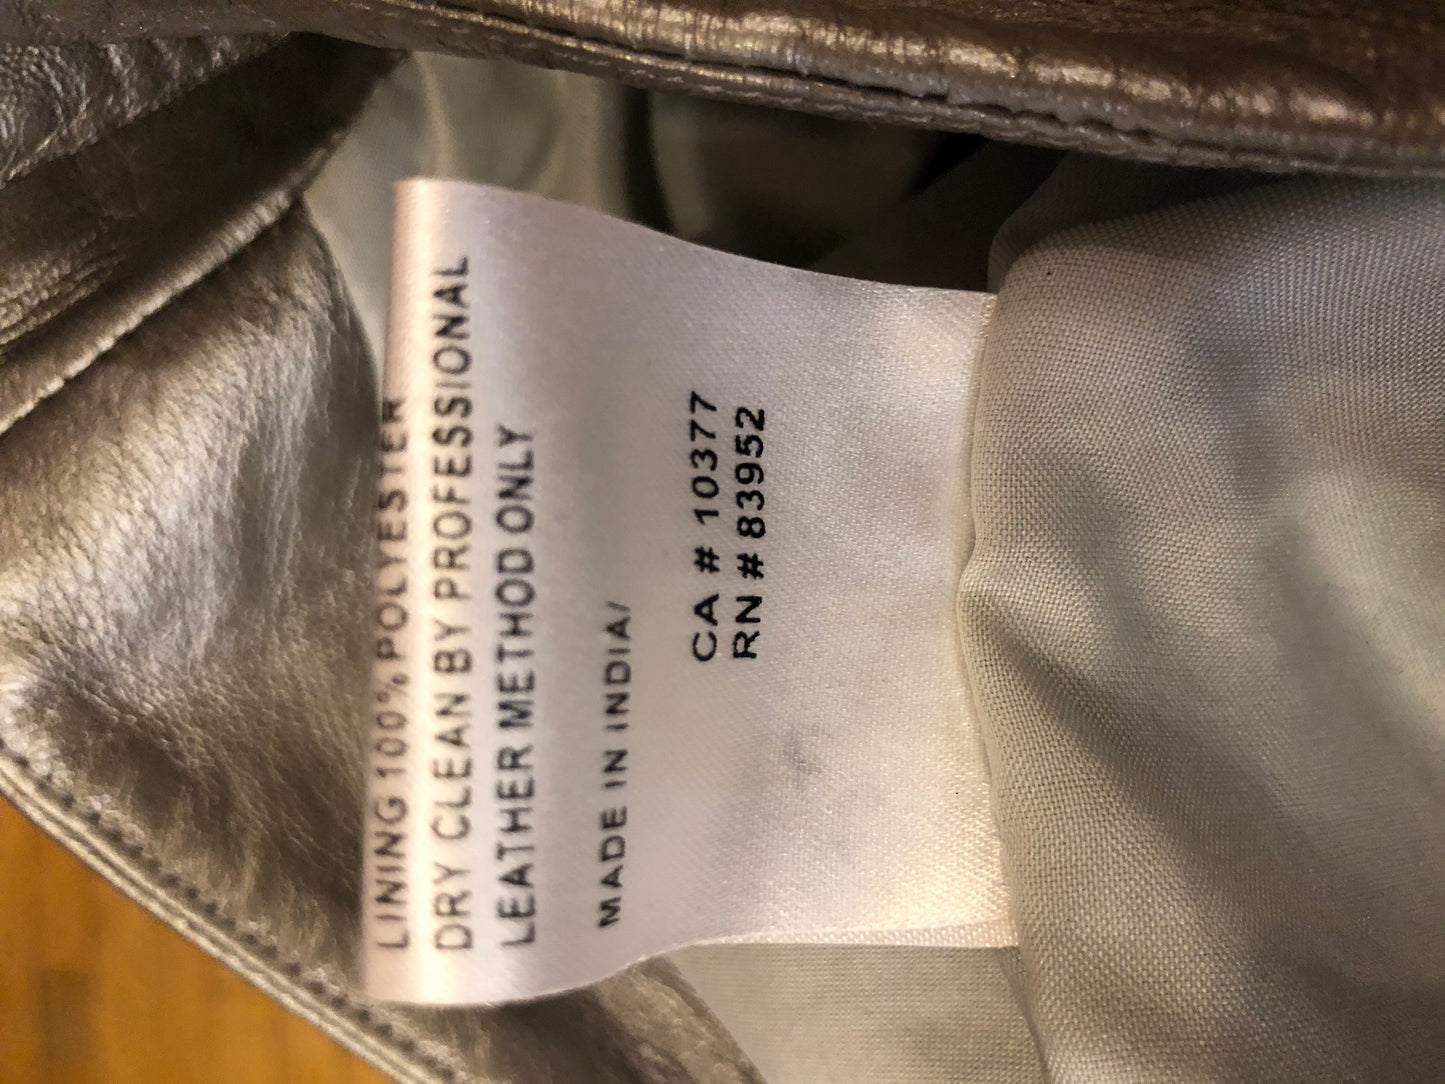 LINING 100% POLYESTER
DRY CLEAN BY PROFESSIONAL
LEATHER METHOD ONLY
MADE IN INDIA/
CA # 10377
RN # 83952